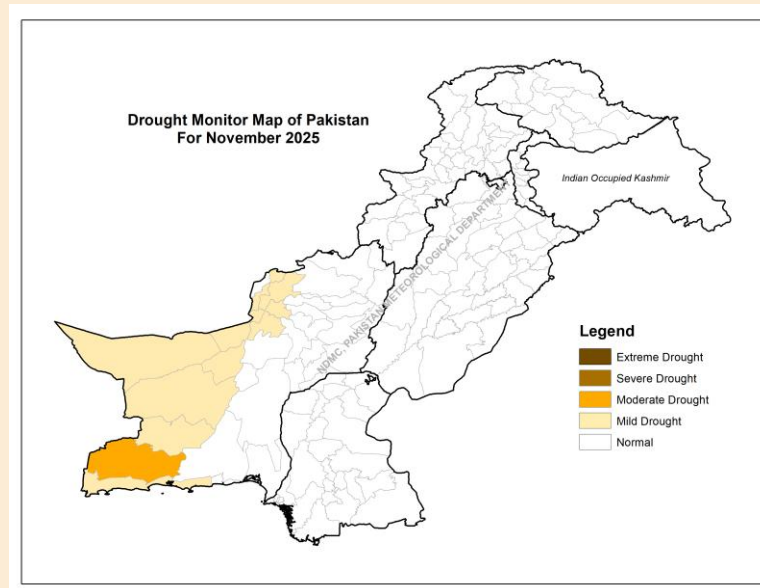 Drought Monitor Map of Pakistan
For November 2025
Indian Occupied Kashmir
NDMC, PAKISTAN METEOROLOGICAL DEPARTMENT
Legend
Extreme Drought
Severe Drought
Moderate Drought
Mild Drought
Normal